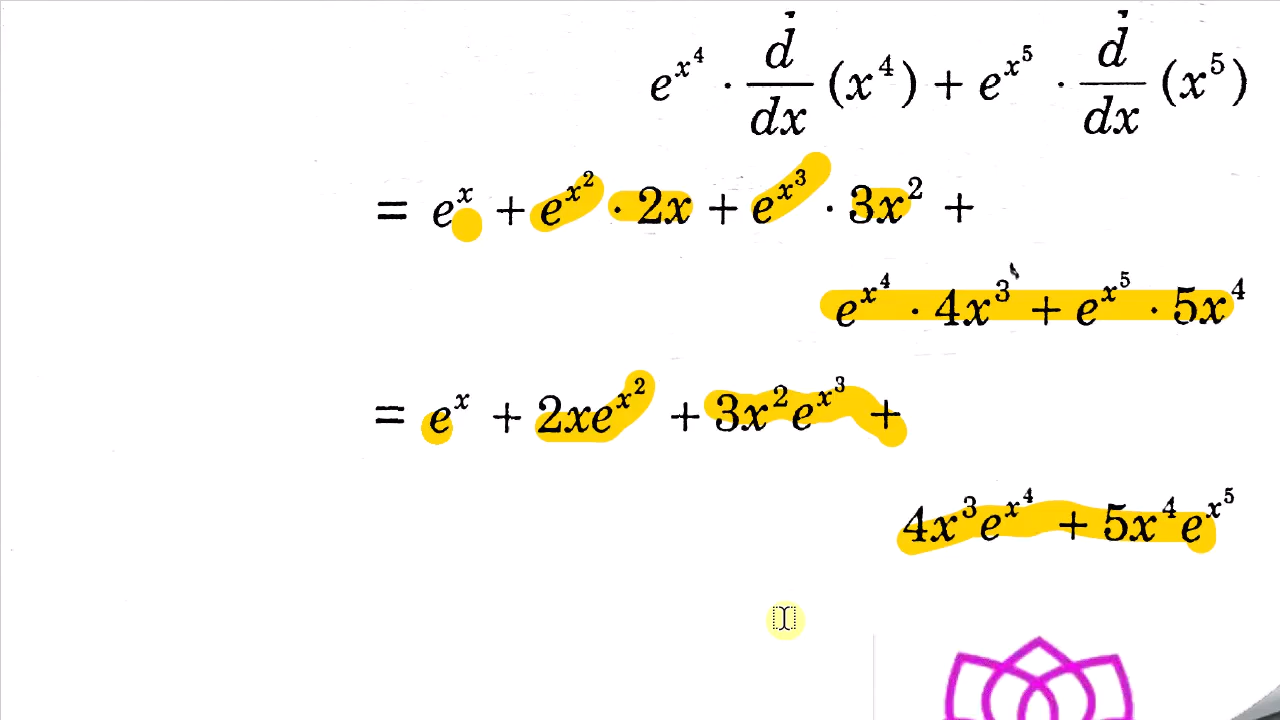 e^{x^4} · d/dx (x^4) + e^{x^5} · d/dx (x^5)
= e^x + e^{x^2} · 2x + e^{x^3} · 3x^2 +
e^{x^4} · 4x^3 + e^{x^5} · 5x^4
= e^x + 2xe^{x^2} + 3x^2e^{x^3} +
4x^3e^{x^4} + 5x^4e^{x^5}